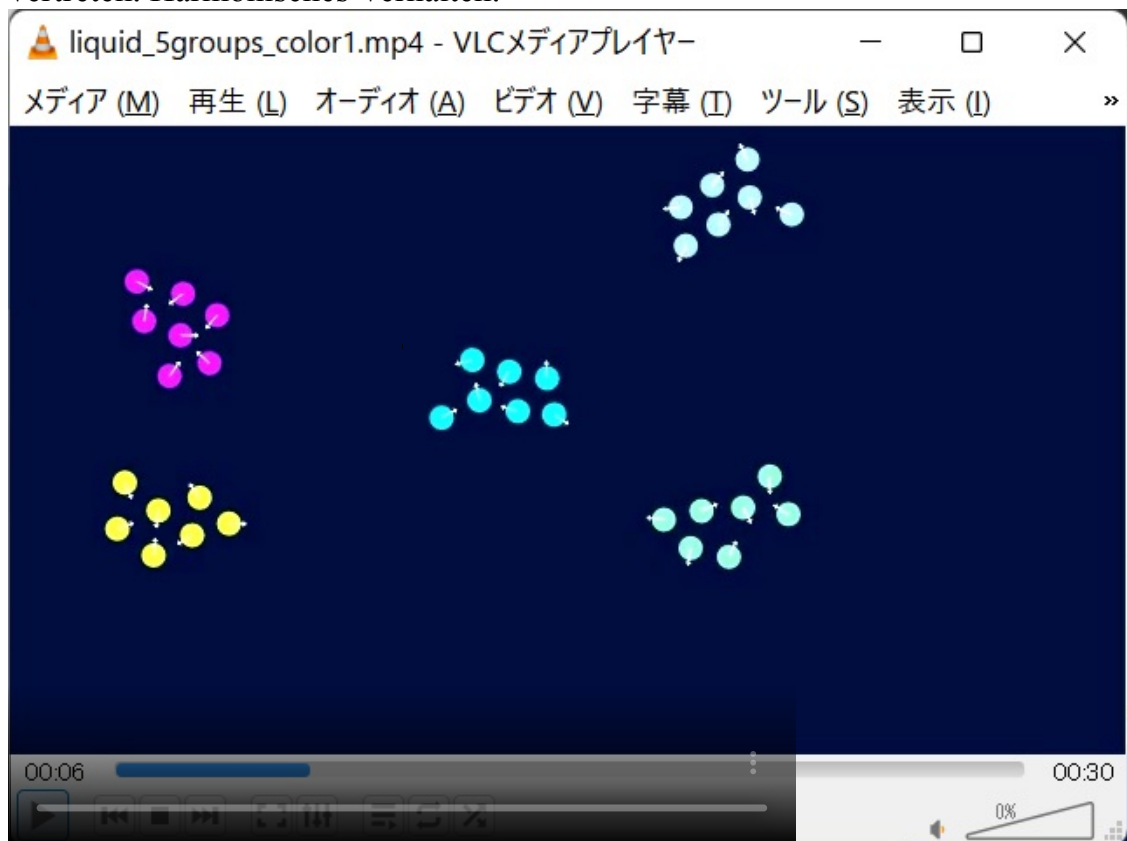 liquid_5groups_color1.mp4 - VLCメディアプレイヤー
メディア (M) 再生 (L) オーディオ (A) ビデオ (V) 字幕 (T) ツール (S) 表示 (I) »
00:06 00:30
0%